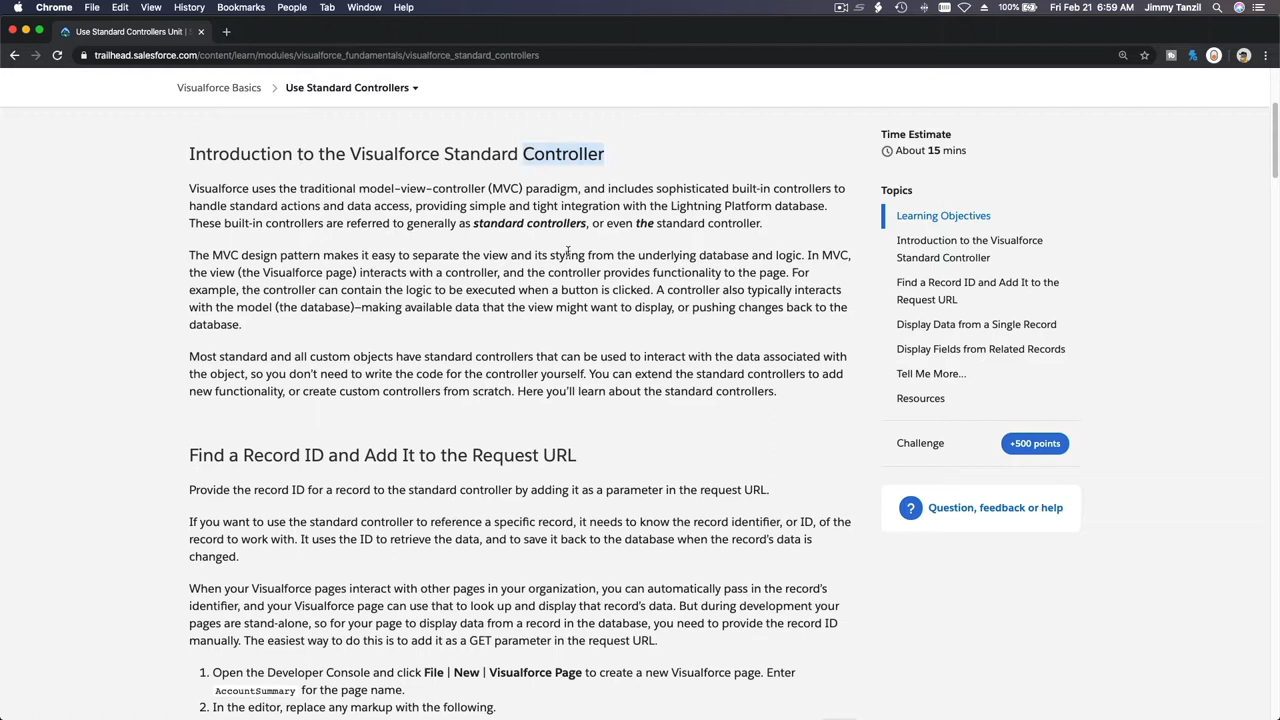 Chrome File Edit View History Bookmarks People Tab Window Help
100% Fri Feb 21 6:59 AM Jimmy Tanzil
Use Standard Controllers Unit |
trailhead.salesforce.com/content/learn/modules/visualforce_fundamentals/visualforce_standard_controllers
Visualforce Basics Use Standard Controllers
Introduction to the Visualforce Standard Controller
Visualforce uses the traditional model–view–controller (MVC) paradigm, and includes sophisticated built-in controllers to
handle standard actions and data access, providing simple and tight integration with the Lightning Platform database.
These built-in controllers are referred to generally as standard controllers, or even the standard controller.
The MVC design pattern makes it easy to separate the view and its styling from the underlying database and logic. In MVC,
the view (the Visualforce page) interacts with a controller, and the controller provides functionality to the page. For
example, the controller can contain the logic to be executed when a button is clicked. A controller also typically interacts
with the model (the database)—making available data that the view might want to display, or pushing changes back to the
database.
Most standard and all custom objects have standard controllers that can be used to interact with the data associated with
the object, so you don't need to write the code for the controller yourself. You can extend the standard controllers to add
new functionality, or create custom controllers from scratch. Here you'll learn about the standard controllers.
Find a Record ID and Add It to the Request URL
Provide the record ID for a record to the standard controller by adding it as a parameter in the request URL.
If you want to use the standard controller to reference a specific record, it needs to know the record identifier, or ID, of the
record to work with. It uses the ID to retrieve the data, and to save it back to the database when the record's data is
changed.
When your Visualforce pages interact with other pages in your organization, you can automatically pass in the record's
identifier, and your Visualforce page can use that to look up and display that record's data. But during development your
pages are stand-alone, so for your page to display data from a record in the database, you need to provide the record ID
manually. The easiest way to do this is to add it as a GET parameter in the request URL.
1. Open the Developer Console and click File | New | Visualforce Page to create a new Visualforce page. Enter
AccountSummary for the page name.
2. In the editor, replace any markup with the following.
Time Estimate
About 15 mins
Topics
Learning Objectives
Introduction to the Visualforce
Standard Controller
Find a Record ID and Add It to the
Request URL
Display Data from a Single Record
Display Fields from Related Records
Tell Me More...
Resources
Challenge +500 points
? Question, feedback or help